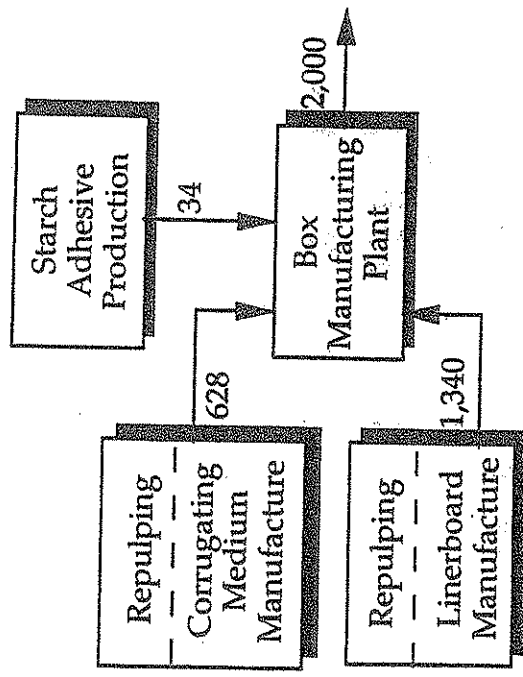 Starch
Adhesive
Production
34
Repulping
Corrugating
Medium
Manufacture
628
Box
Manufacturing
Plant
2,000
Repulping
Linerboard
Manufacture
1,340